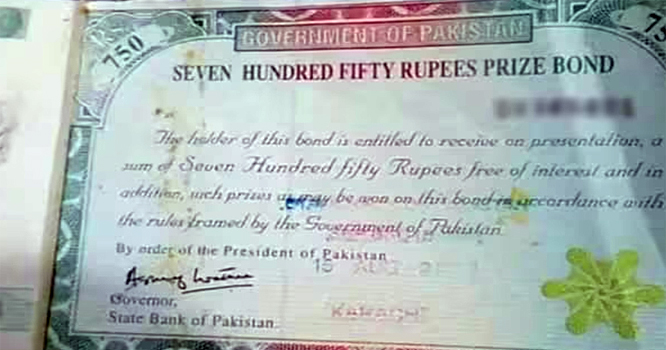 Rs. 750
GOVERNMENT OF PAKISTAN
SEVEN HUNDRED FIFTY RUPEES PRIZE BOND
The holder of this bond is entitled to receive on presentation, a
sum of Seven Hundred fifty Rupees free of interest and in
addition, such prizes as may be won on this bond in accordance with
the rules framed by the Government of Pakistan
By order of the President of Pakistan
15
Governor,
State Bank of Pakistan.